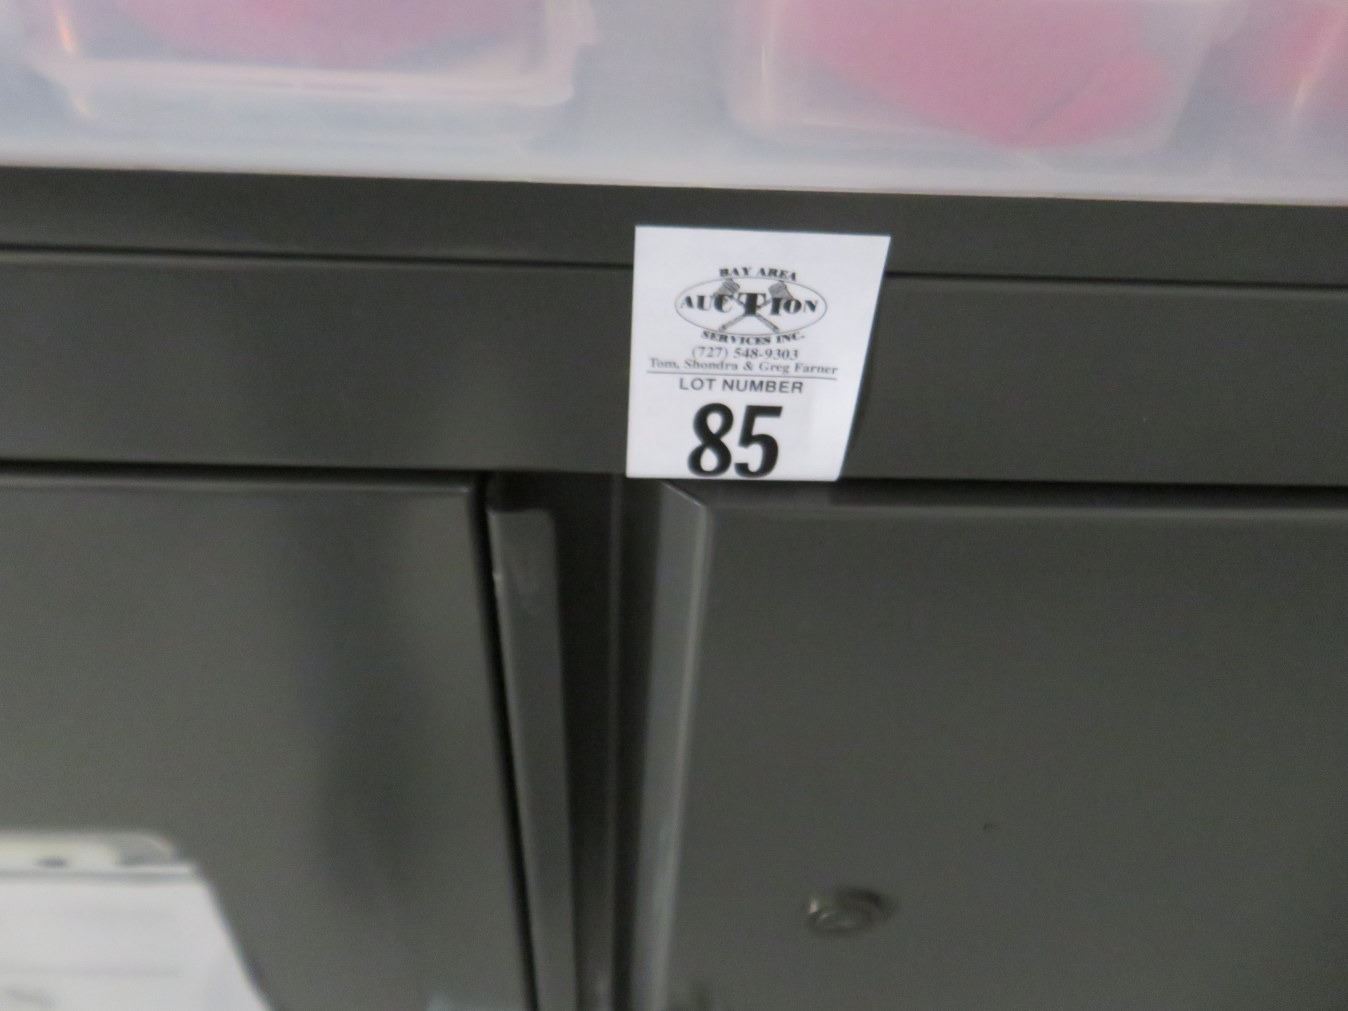 BAY AREA
AUCTION
SERVICES INC.
(727) 548-9303
Tom, Shondra & Greg Farner
LOT NUMBER
85